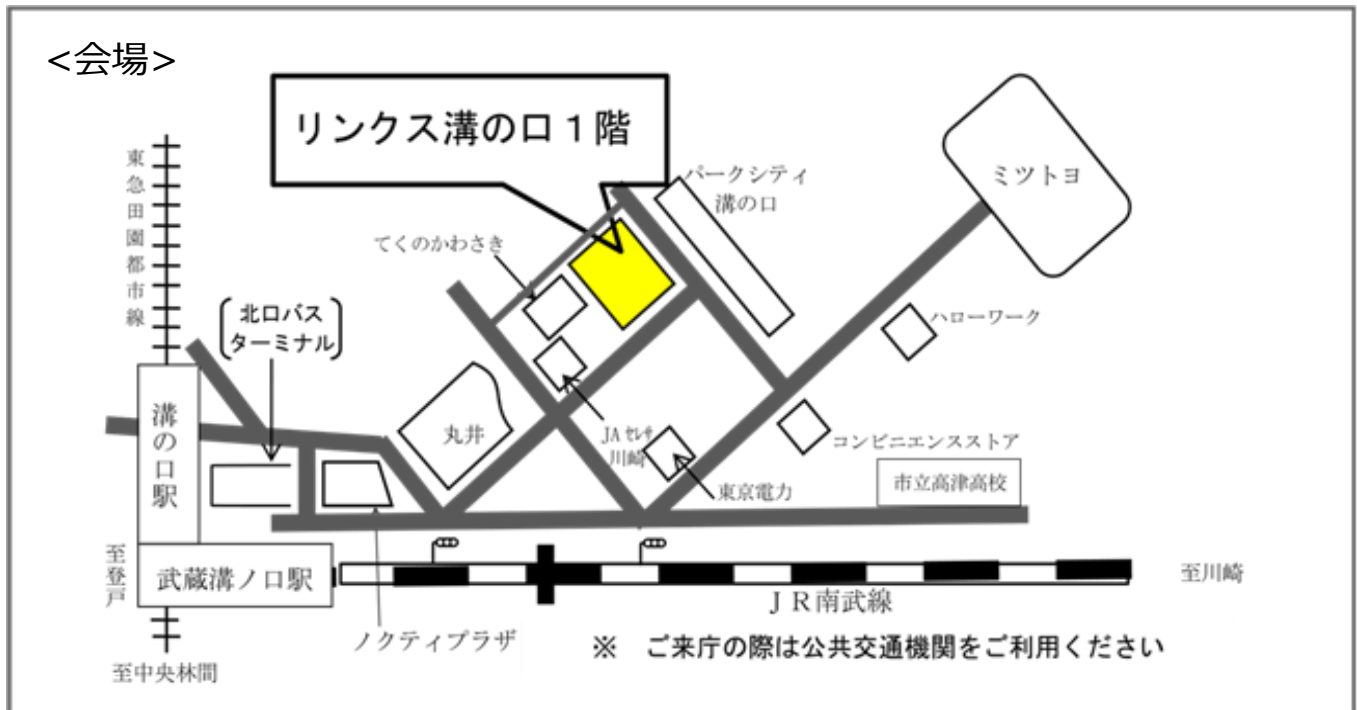 <会場>
リンクス溝の口１階
東急田園都市線
パークシティ
溝の口
ミツトヨ
てくのかわさき
北口バス
ターミナル
ハローワーク
溝の口駅
丸井
JAセレサ
川崎
コンビニエンスストア
東京電力
市立高津高校
至登戸
武蔵溝ノ口駅
至川崎
ＪＲ南武線
ノクティプラザ
※　ご来庁の際は公共交通機関をご利用ください
至中央林間